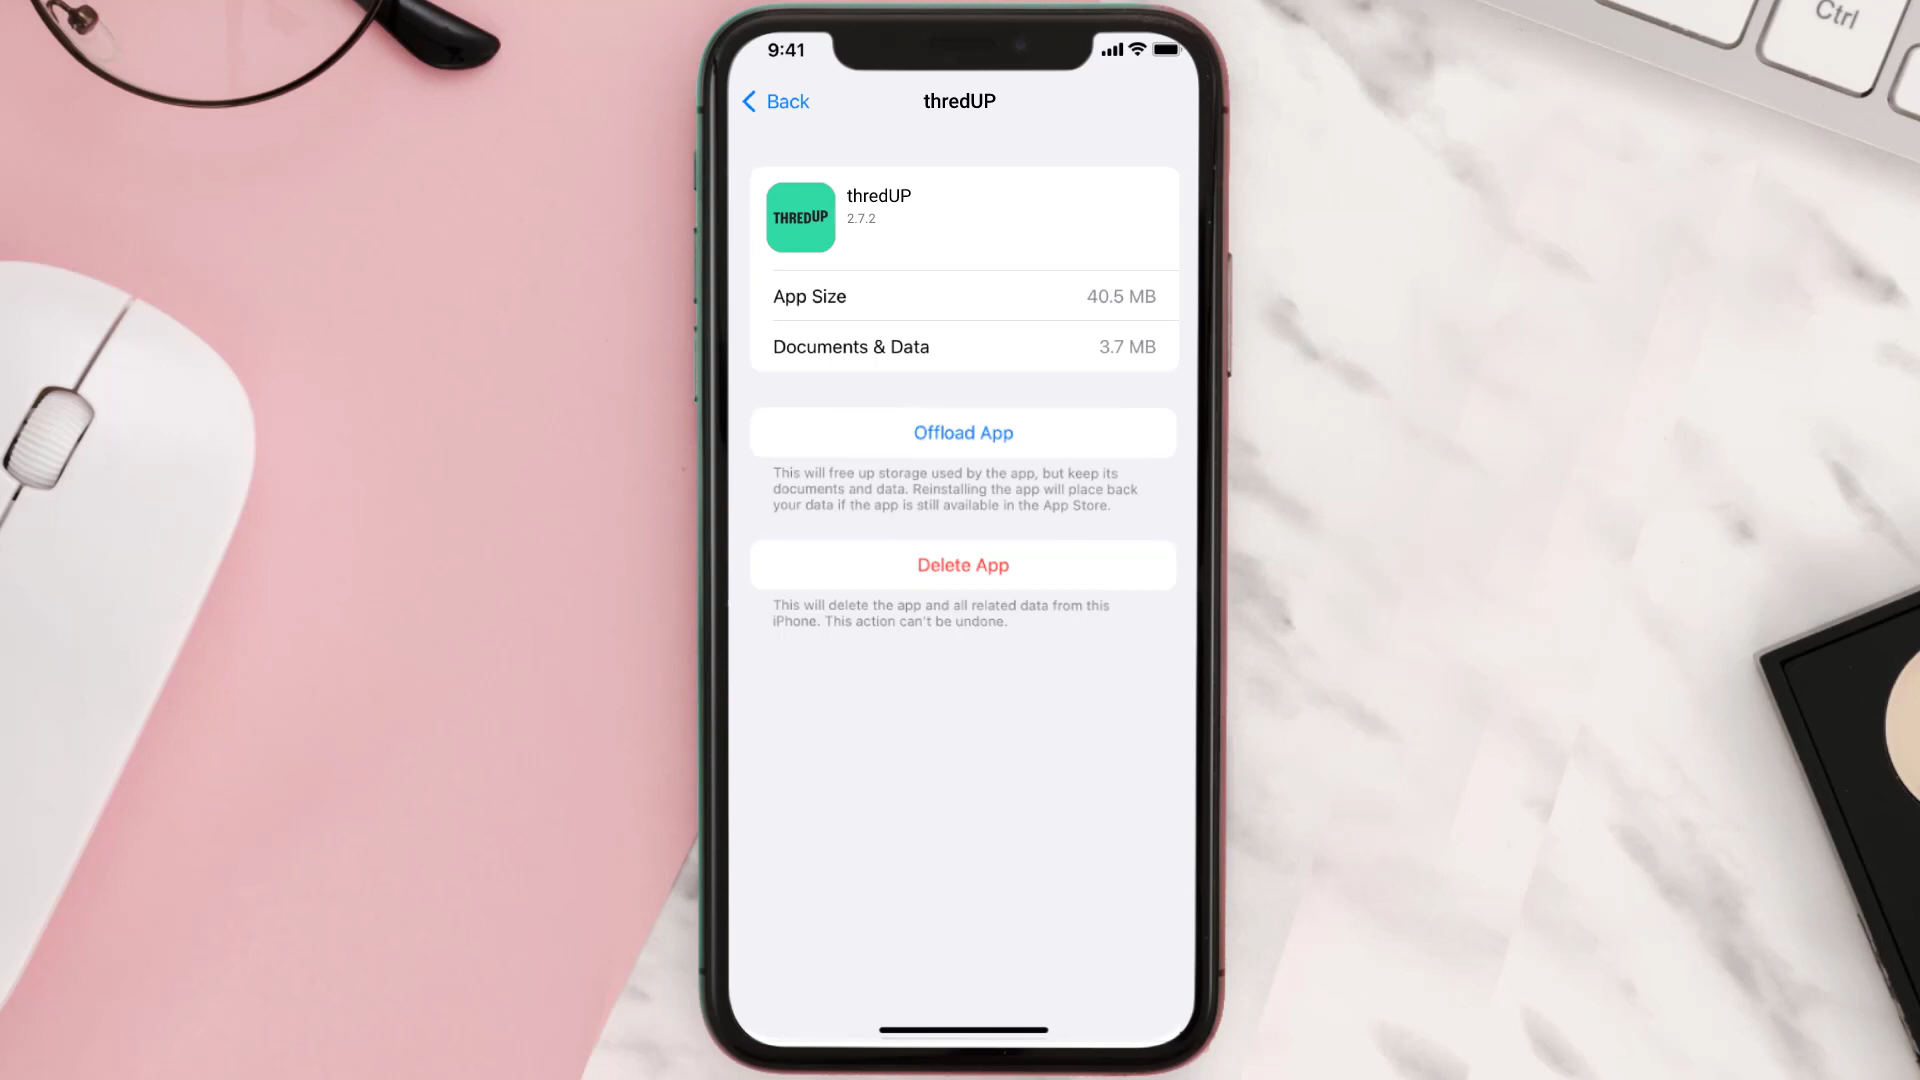 Ctrl
9:41
Back
thredUP
THREDUP
thredUP
2.7.2
App Size
40.5 MB
Documents & Data
3.7 MB
Offload App
This will free up storage used by the app, but keep its
documents and data. Reinstalling the app will place back
your data if the app is still available in the App Store.
Delete App
This will delete the app and all related data from this
iPhone. This action can't be undone.